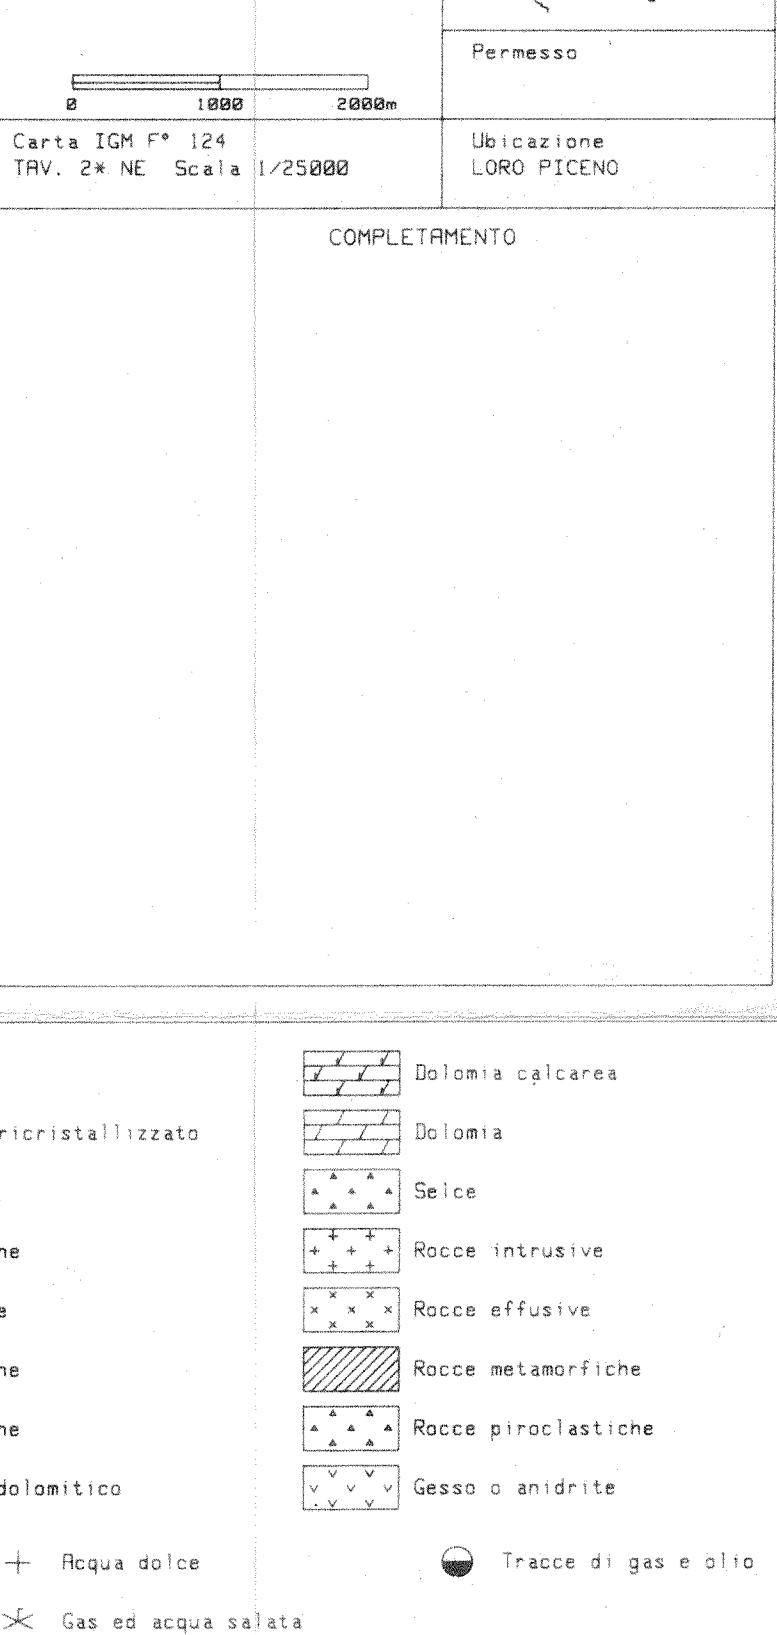 Permesso
0 1000 2000m
Carta IGM F° 124
TAV. 2* NE Scala 1/25000
Ubicazione
LORO PICENO
COMPLETAMENTO
Dolomia calcarea
ricristallizzato
Dolomia
Selce
ne
Rocce intrusive
e
Rocce effusive
ne
Rocce metamorfiche
ne
Rocce piroclastiche
dolomitico
Gesso o anidrite
Acqua dolce
Tracce di gas e olio
Gas ed acqua salata